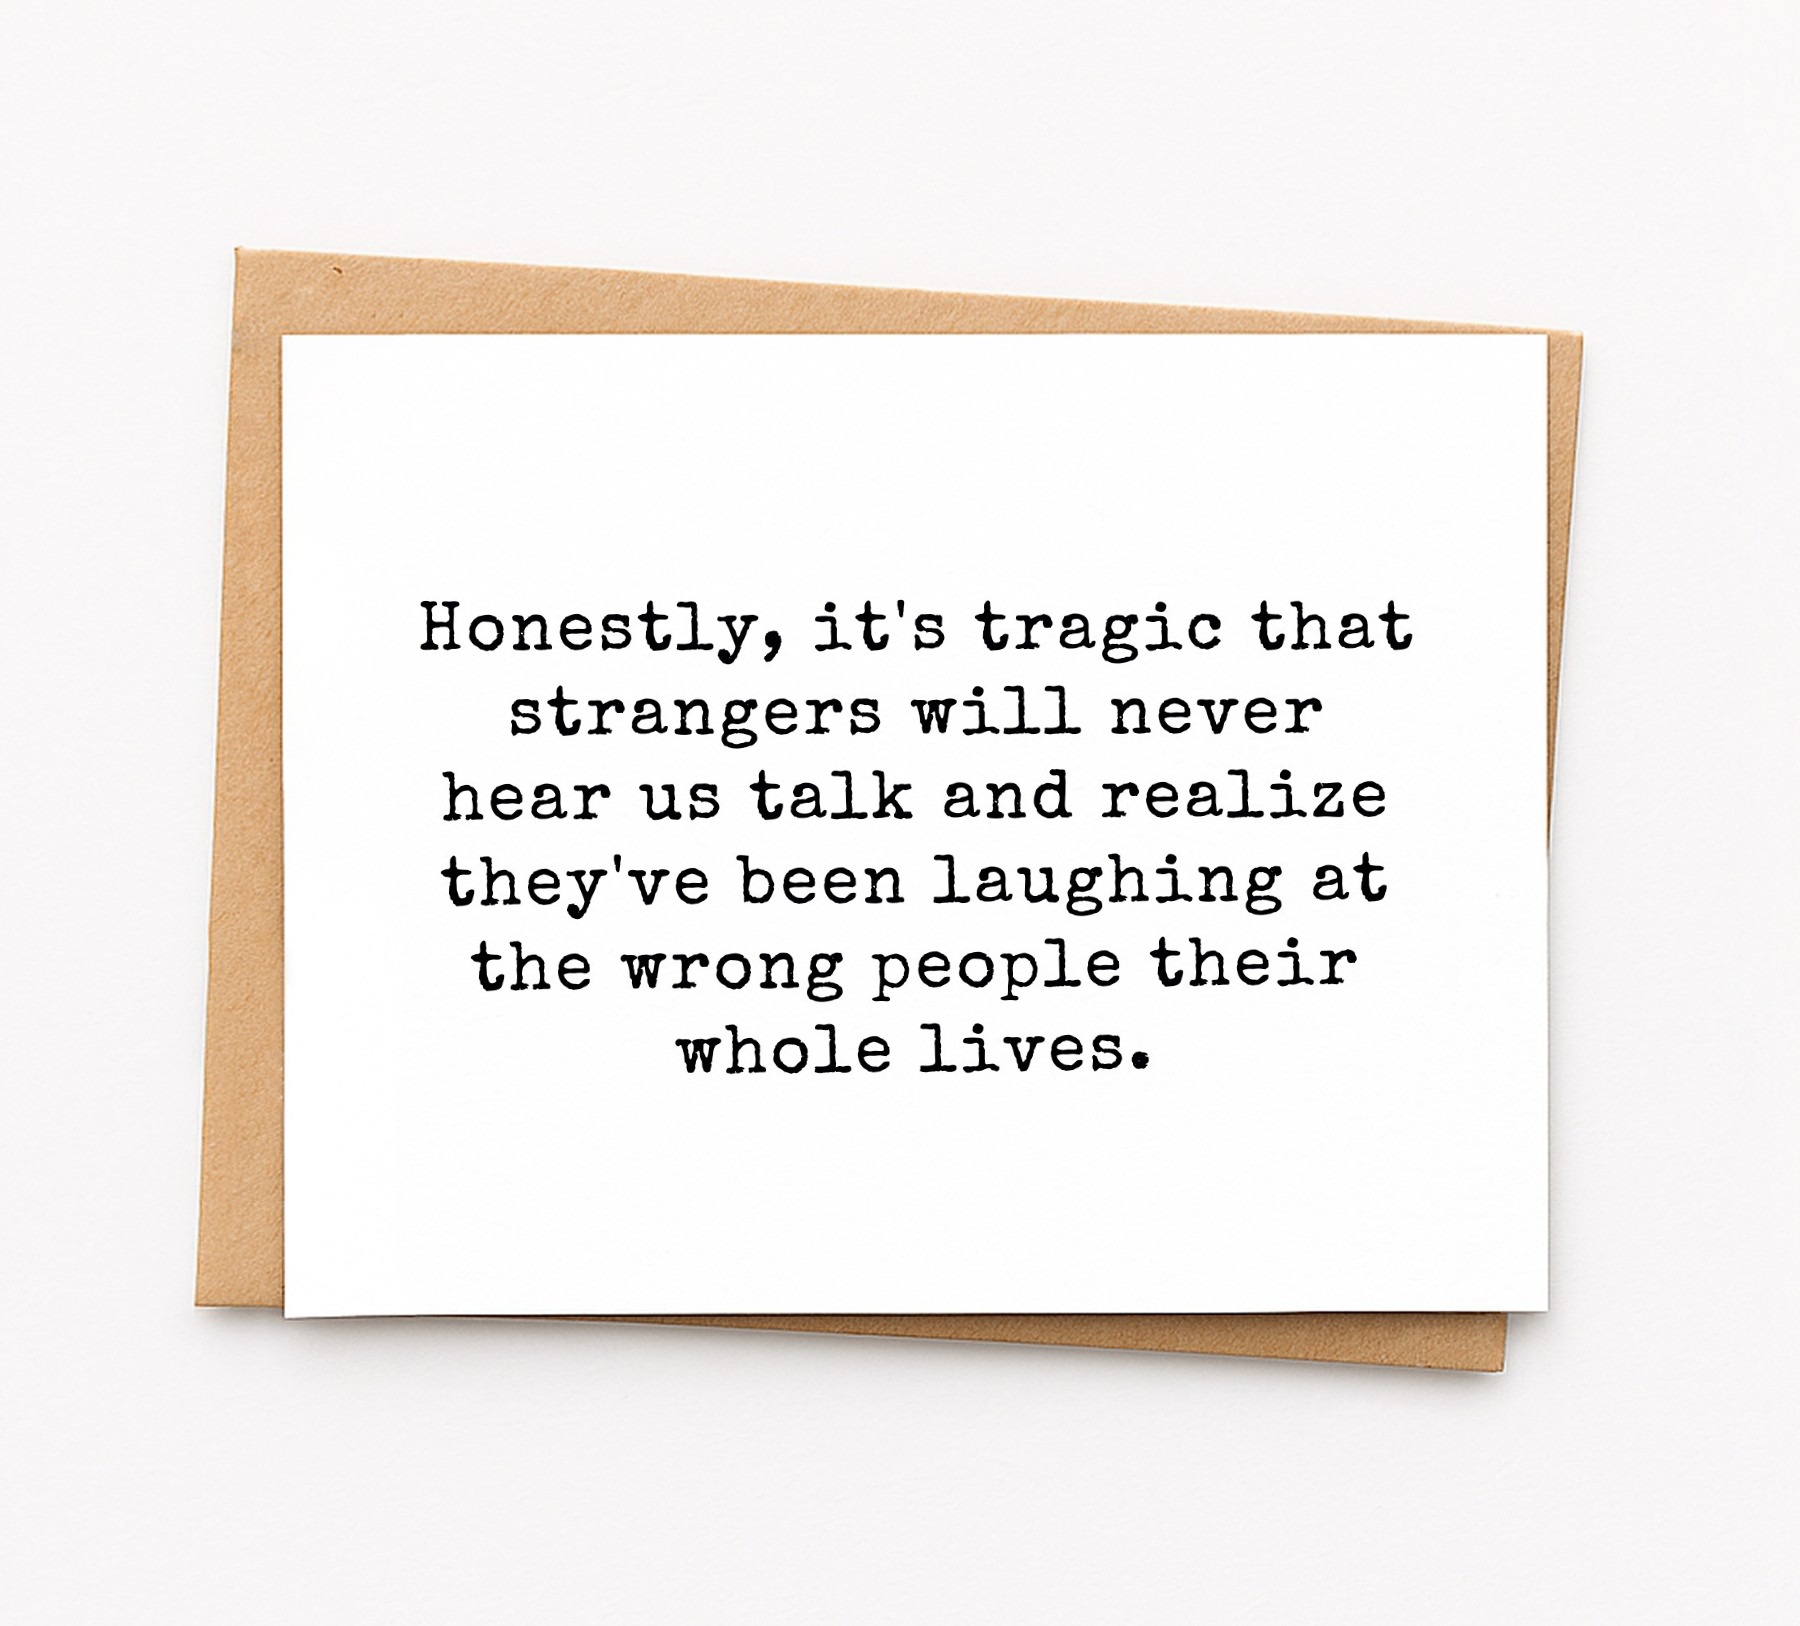 Honestly, it's tragic that
strangers will never
hear us talk and realize
they've been laughing at
the wrong people their
whole lives.